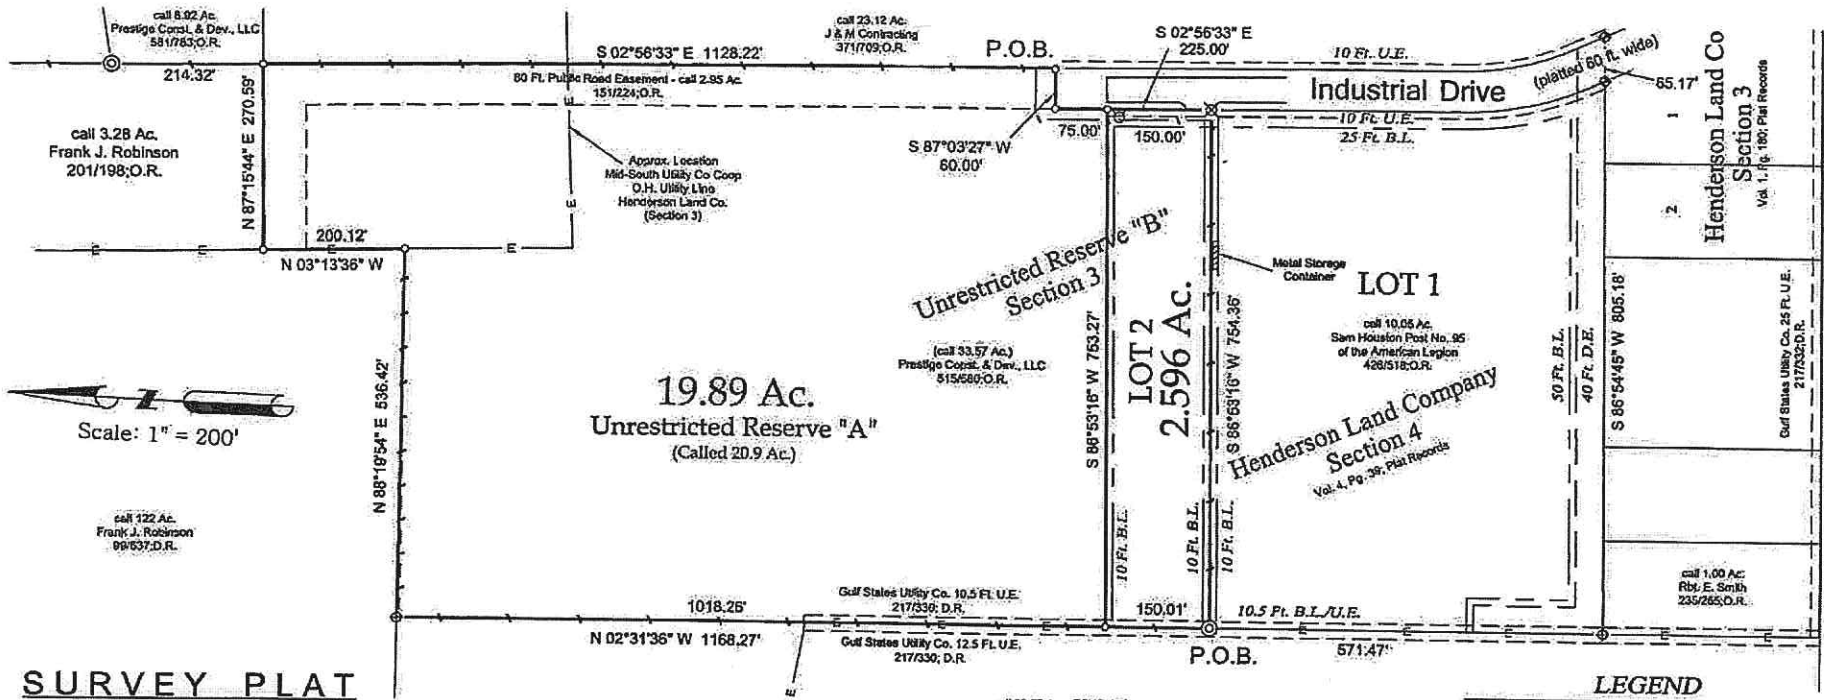 call 8.92 Ac.
Prestige Const. & Dev., LLC
581/783;O.R.
214.32'
N 87°15'44" E 270.59'
call 3.28 Ac.
Frank J. Robinson
201/198;O.R.
200.12'
N 03°13'36" W
S 02°56'33" E 1128.22'
80 Ft. Public Road Easement - call 2.95 Ac.
151/224;O.R.
call 23.12 Ac.
J & M Contracting
371/709;O.R.
P.O.B.
S 02°56'33" E
225.00'
10 Ft. U.E.
Industrial Drive
(platted 60 ft. wide)
65.17'
10 Ft. U.E.
25 Ft. B.L.
75.00'
150.00'
S 87°03'27" W
60.00'
Approx. Location
Mid-South Utility Co Coop
O.H. Utility Line
Henderson Land Co.
(Section 3)
Henderson Land Co
Section 3
Vol. 1, Pg. 180; Plat Records
1
2
Unrestricted Reserve "B"
Section 3
Metal Storage
Container
LOT 1
call 10.05 Ac.
Sam Houston Post No. 95
of the American Legion
426/518;O.R.
LOT 2
2.596 Ac.
S 86°53'16" W 753.27'
S 86°53'16" W 754.36'
(call 33.57 Ac.)
Prestige Const. & Dev., LLC
515/580;O.R.
19.89 Ac.
Unrestricted Reserve "A"
(Called 20.9 Ac.)
Henderson Land Company
Section 4
Vol. 4, Pg. 39; Plat Records
50 Ft. B.L.
40 Ft. D.E.
S 86°54'45" W 805.18'
Gulf States Utility Co. 25 Ft. U.E.
217/332;D.R.
Z
Scale: 1" = 200'
N 88°19'54" E 536.42'
call 122 Ac.
Frank J. Robinson
99/537;D.R.
10 Ft. B.L.
10 Ft. B.L.
10 Ft. B.L.
call 1.00 Ac.
Rbt. E. Smith
235/265;O.R.
1018.26'
Gulf States Utility Co. 10.5 Ft. U.E.
217/330; D.R.
150.01'
10.5 Ft. B.L./U.E.
N 02°31'36" W 1168.27'
Gulf States Utility Co. 12.5 Ft. U.E.
217/330; D.R.
P.O.B.
571.47'
SURVEY PLAT
LEGEND